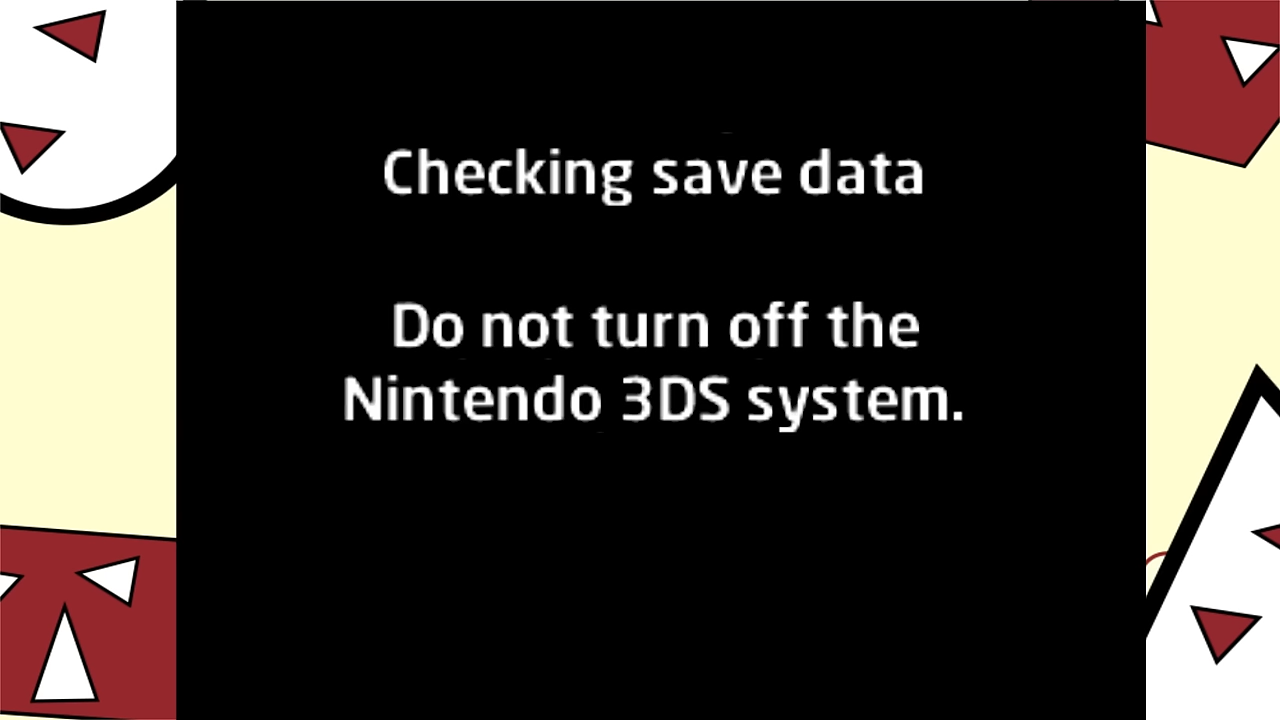 Checking save data
Do not turn off the
Nintendo 3DS system.